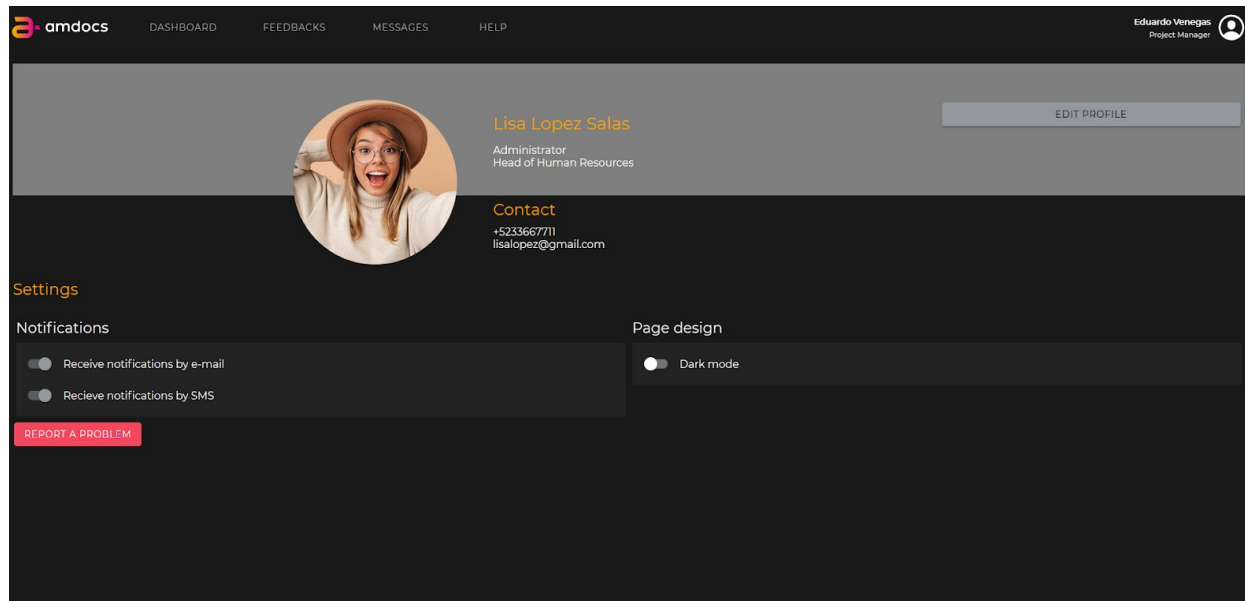 amdocs
DASHBOARD FEEDBACKS MESSAGES HELP
Eduardo Venegas
Project Manager
Lisa Lopez Salas
EDIT PROFILE
Administrator
Head of Human Resources
Contact
+5233667711
lisalopez@gmail.com
Settings
Notifications
Receive notifications by e-mail
Recieve notifications by SMS
REPORT A PROBLEM
Page design
Dark mode